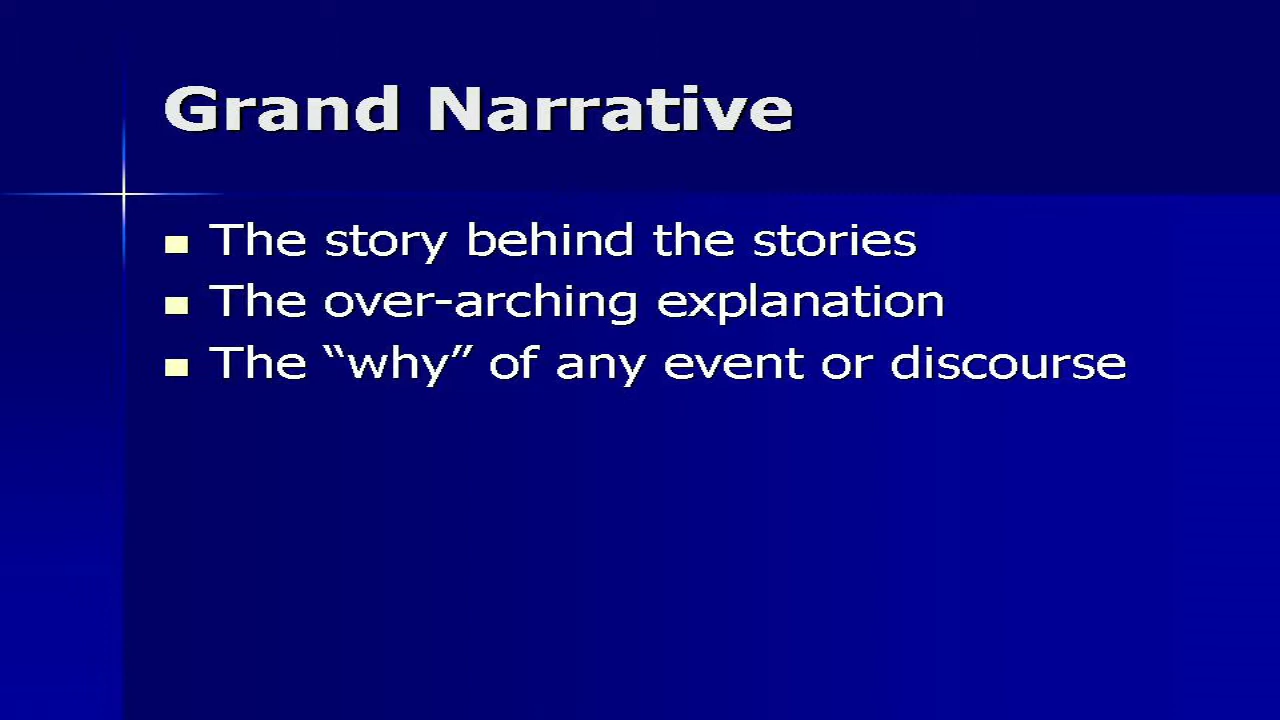 Grand Narrative
The story behind the stories
The over-arching explanation
The “why” of any event or discourse